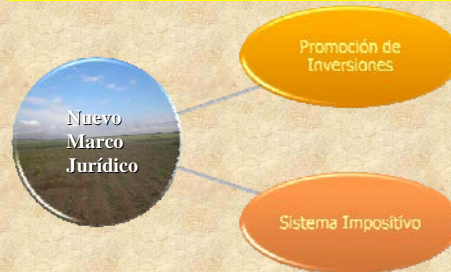 Promoción de
Inversiones
Nuevo
Marco
Jurídico
Sistema Impositivo